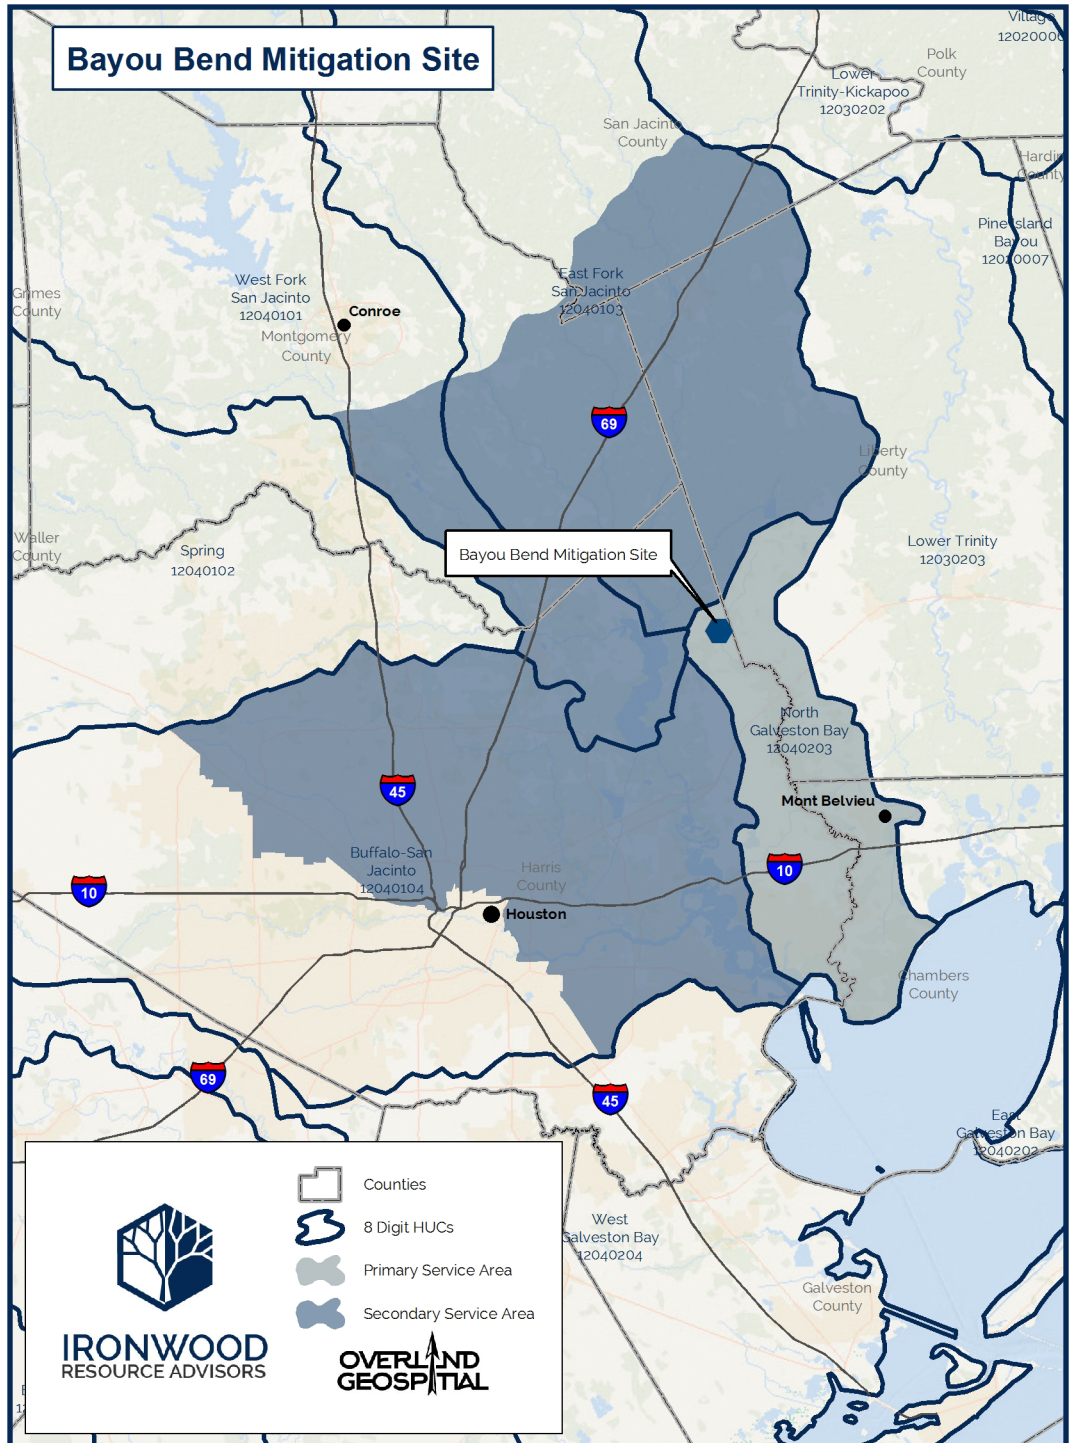 Bayou Bend Mitigation Site
Village
Polk
County
Lower
Trinity-Kickapoo
12030202
San Jacinto
County
Hardin
County
Pine Island
Bayou
12020007
West Fork
San Jacinto
12040101
East Fork
San Jacinto
12040103
Grimes
County
Conroe
Montgomery
County
69
Liberty
County
Waller
County
Spring
12040102
Bayou Bend Mitigation Site
Lower Trinity
12030203
North
Galveston Bay
12040203
45
Mont Belvieu
Buffalo-San
Jacinto
12040104
Harris
County
10
10
Houston
Chambers
County
69
45
East
Galveston Bay
12040202
West
Galveston Bay
12040204
Galveston
County
Counties
8 Digit HUCs
Primary Service Area
Secondary Service Area
IRONWOOD
RESOURCE ADVISORS
OVERLAND
GEOSPATIAL